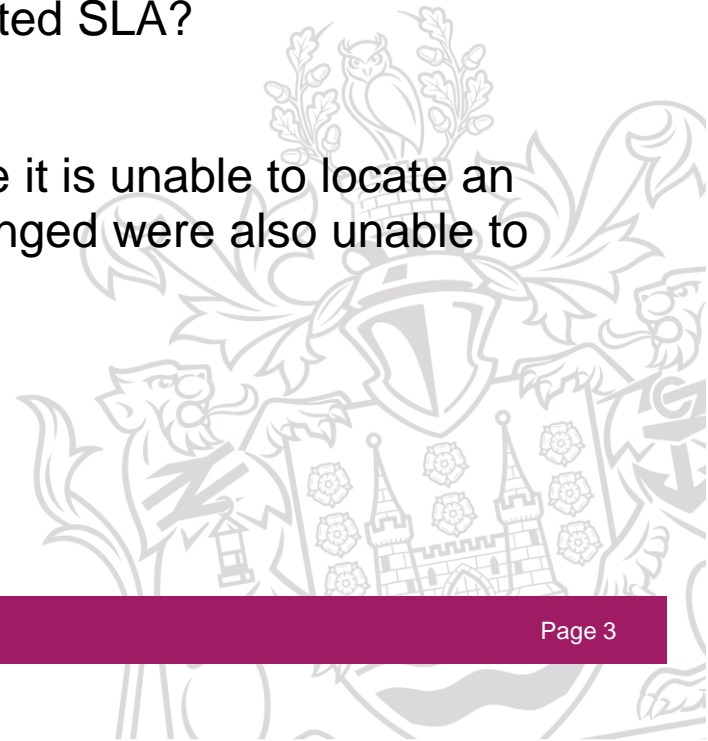 ted SLA?
e it is unable to locate an
nged were also unable to
Page 3